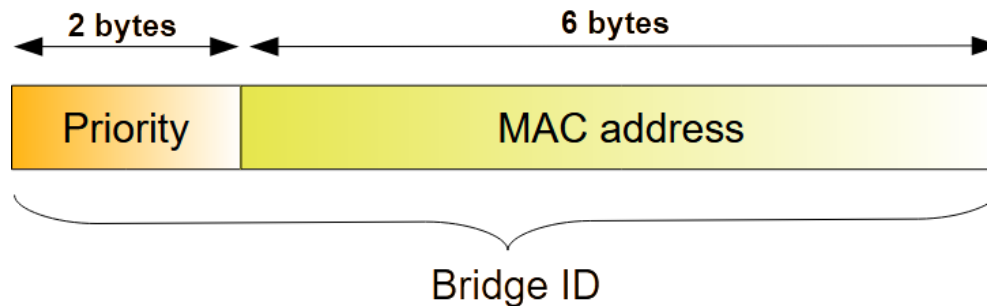 2 bytes
6 bytes
Priority
MAC address
Bridge ID